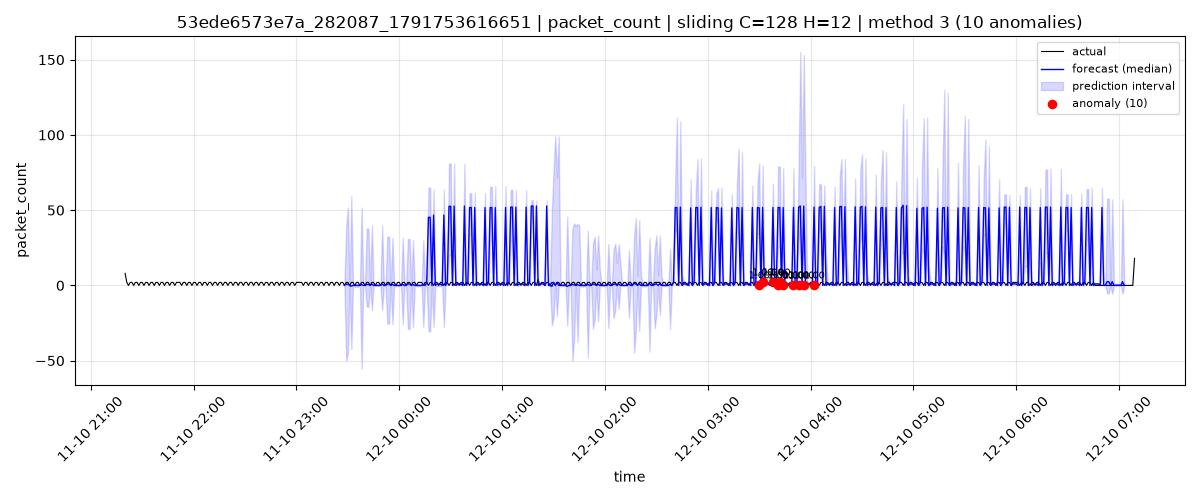 53ede6573e7a_282087_1791753616651 | packet_count | sliding C=128 H=12 | method 3 (10 anomalies)
actual
forecast (median)
prediction interval
anomaly (10)
packet_count
150
100
50
0
−50
11-10 21:00
11-10 22:00
11-10 23:00
12-10 00:00
12-10 01:00
12-10 02:00
12-10 03:00
12-10 04:00
12-10 05:00
12-10 06:00
12-10 07:00
time